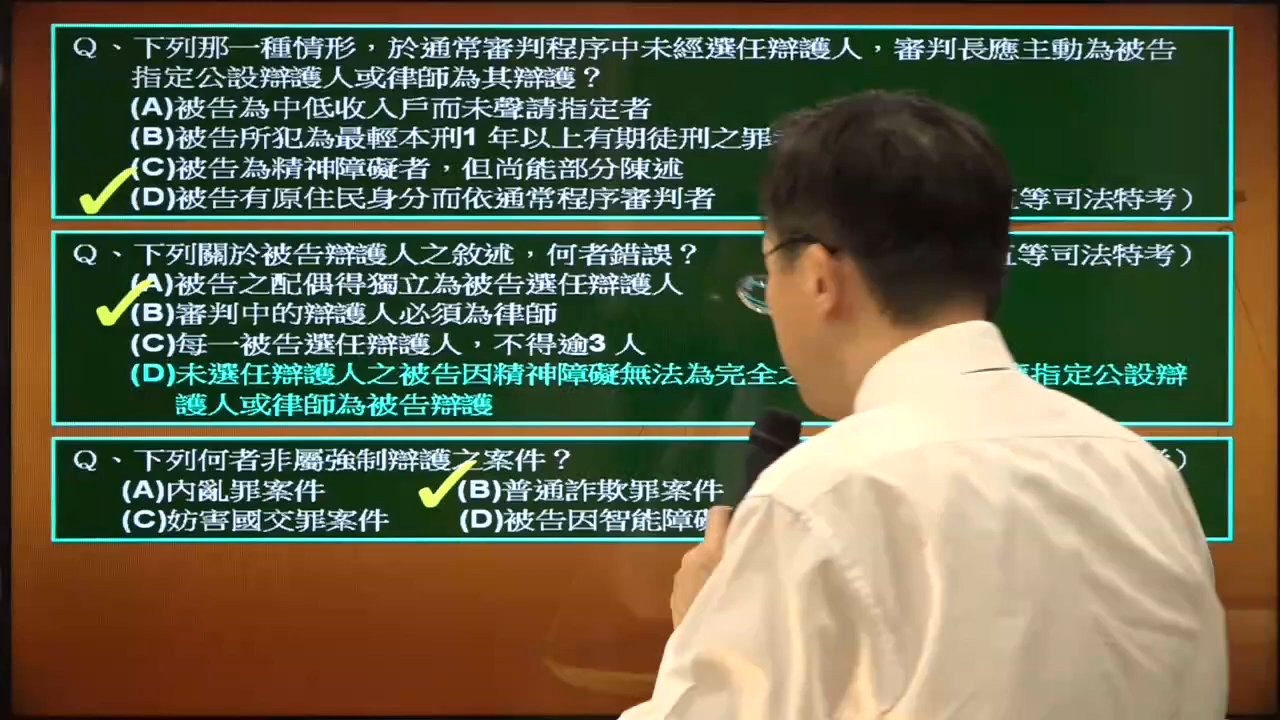 Q、下列那一種情形，於通常審判程序中未經選任辯護人，審判長應主動為被告
指定公設辯護人或律師為其辯護？
(A)被告為中低收入戶而未聲請指定者
(B)被告所犯為最輕本刑1 年以上有期徒刑之罪
(C)被告為精神障礙者，但尚能部分陳述
(D)被告有原住民身分而依通常程序審判者 等司法特考）
Q、下列關於被告辯護人之敘述，何者錯誤？ 等司法特考）
(A)被告之配偶得獨立為被告選任辯護人
(B)審判中的辯護人必須為律師
(C)每一被告選任辯護人，不得逾3 人
(D)未選任辯護人之被告因精神障礙無法為完全之 指定公設辯
護人或律師為被告辯護
Q、下列何者非屬強制辯護之案件？ ）
(A)內亂罪案件 (B)普通詐欺罪案件
(C)妨害國交罪案件 (D)被告因智能障